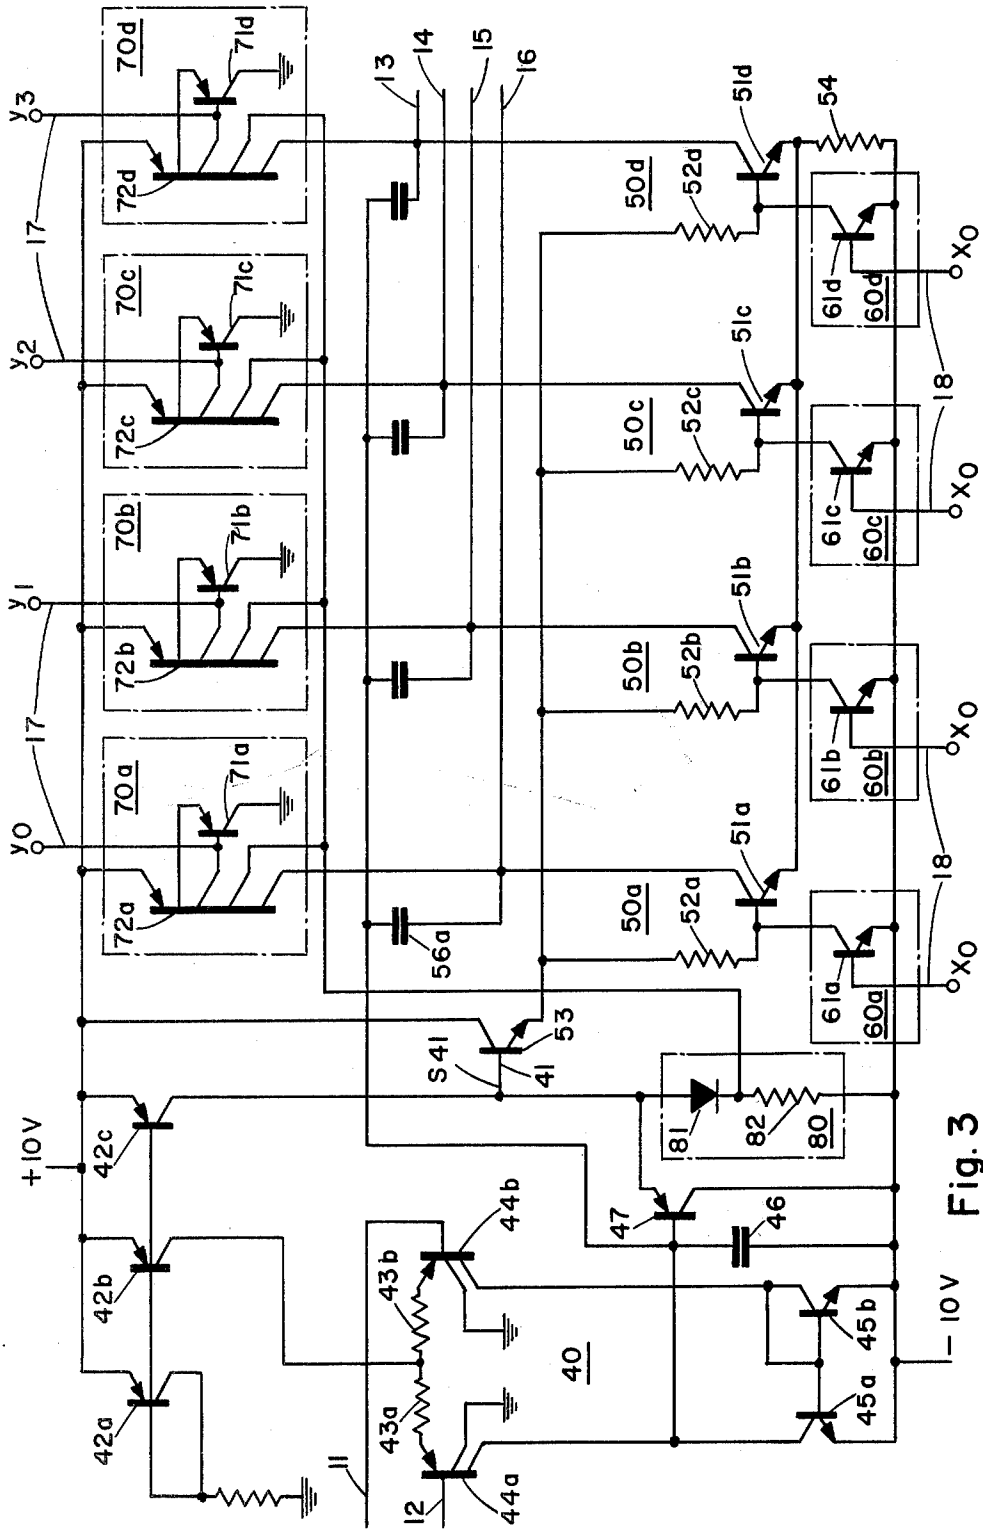 y0
y1
y2
y3
17
17
+10V
70a
70b
70c
70d
71a
71b
71c
71d
72a
72b
72c
72d
42a
42b
42c
13
14
15
16
11
12
43a
43b
44a
44b
40
S41
41
53
56a
50a
50b
50c
50d
52a
52b
52c
52d
51a
51b
51c
51d
54
47
46
81
82
80
45a
45b
61a
61b
61c
61d
60a
60b
60c
60d
18
18
-10V
X0
X0
X0
X0
Fig. 3